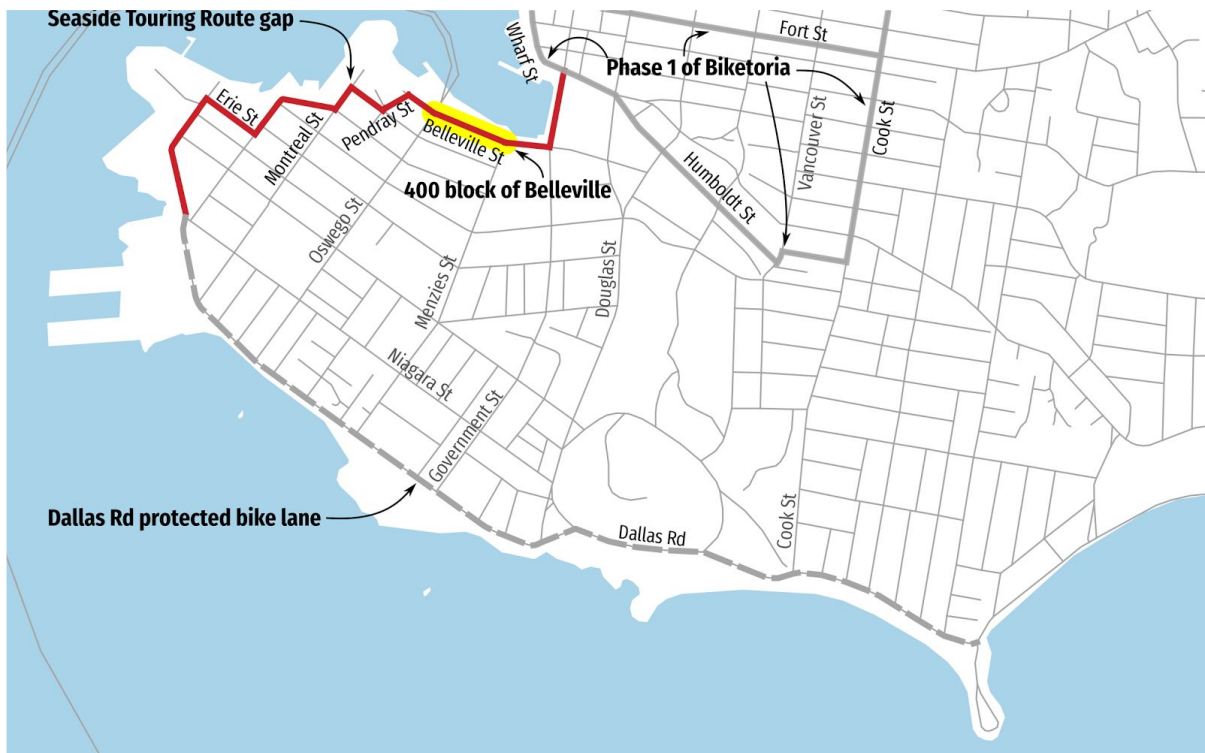 Seaside Touring Route gap
Wharf St
Fort St
Phase 1 of Biketoria
Erie St
Montreal St
Pendray St
Belleville St
400 block of Belleville
Vancouver St
Cook St
Humboldt St
Oswego St
Menzies St
Douglas St
Niagara St
Government St
Dallas Rd protected bike lane
Dallas Rd
Cook St